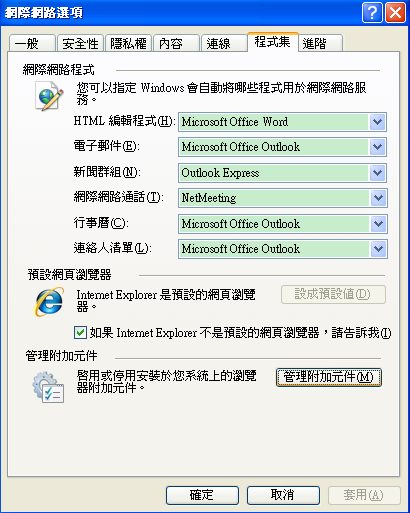 網際網路選項
一般 安全性 隱私權 內容 連線 程式集 進階
網際網路程式
您可以指定 Windows 會自動將哪些程式用於網際網路服
務。
HTML 編輯程式(H): Microsoft Office Word
電子郵件(E): Microsoft Office Outlook
新聞群組(N): Outlook Express
網際網路通話(T): NetMeeting
行事曆(C): Microsoft Office Outlook
連絡人清單(L): Microsoft Office Outlook
預設網頁瀏覽器
Internet Explorer 是預設的網頁瀏覽 設成預設值(D)
器。
如果 Internet Explorer 不是預設的網頁瀏覽器，請告訴我(I)
管理附加元件
啟用或停用安裝於您系統上的瀏覽 管理附加元件(M)
器附加元件。
確定 取消 套用(A)